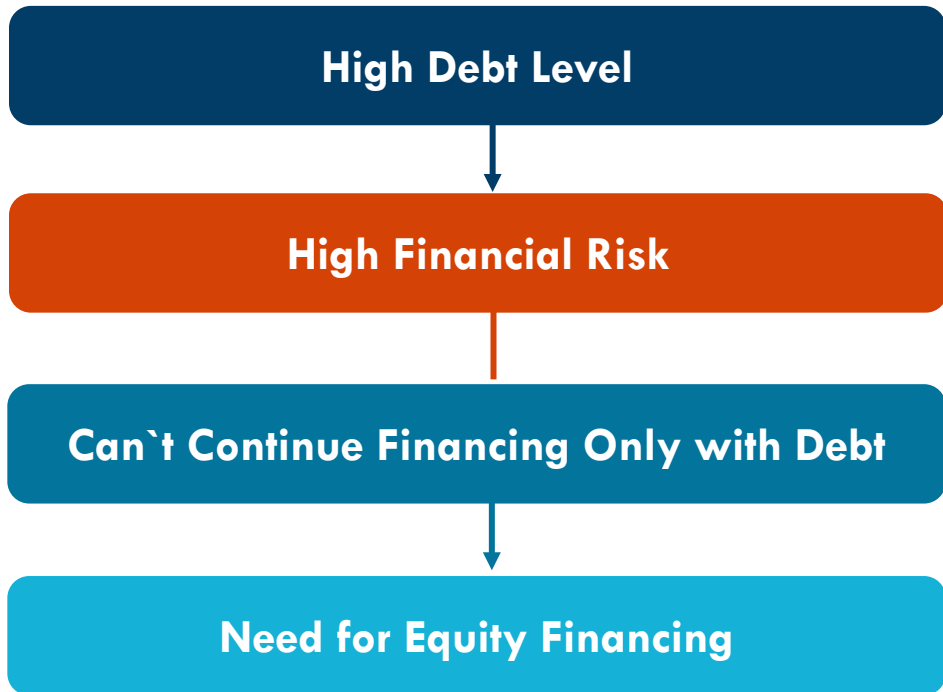 High Debt Level
High Financial Risk
Can`t Continue Financing Only with Debt
Need for Equity Financing